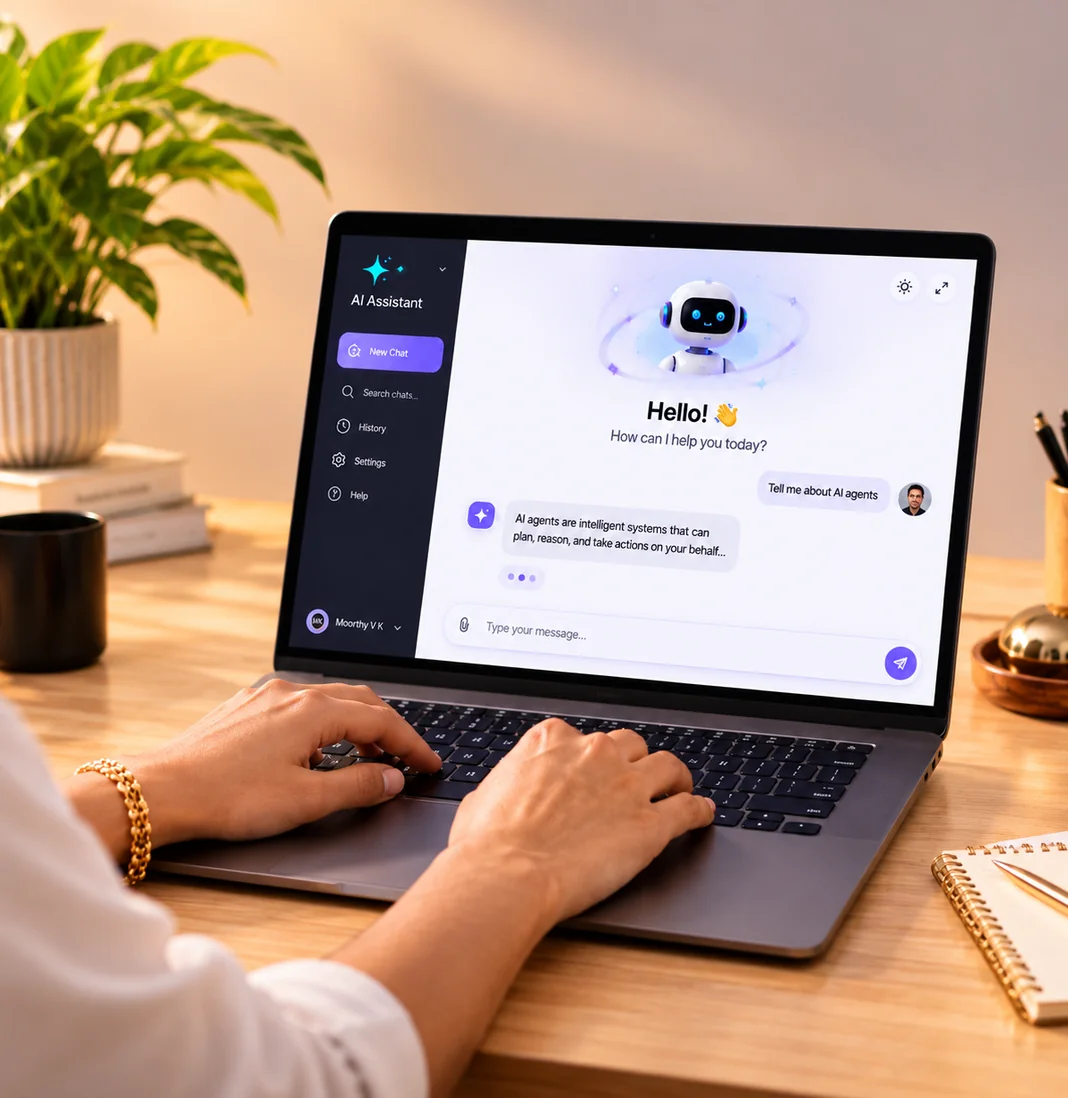 AI Assistant
New Chat
Search chats...
History
Settings
Help
Moorthy V K
Hello! 👋
How can I help you today?
Tell me about AI agents
AI agents are intelligent systems that can
plan, reason, and take actions on your behalf...
Type your message...